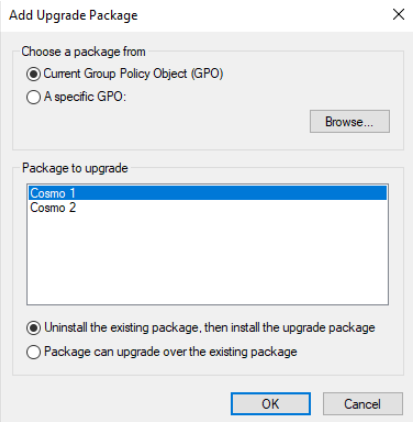 Add Upgrade Package
Choose a package from
Current Group Policy Object (GPO)
A specific GPO:
Browse...
Package to upgrade
Cosmo 1
Cosmo 2
Uninstall the existing package, then install the upgrade package
Package can upgrade over the existing package
OK
Cancel